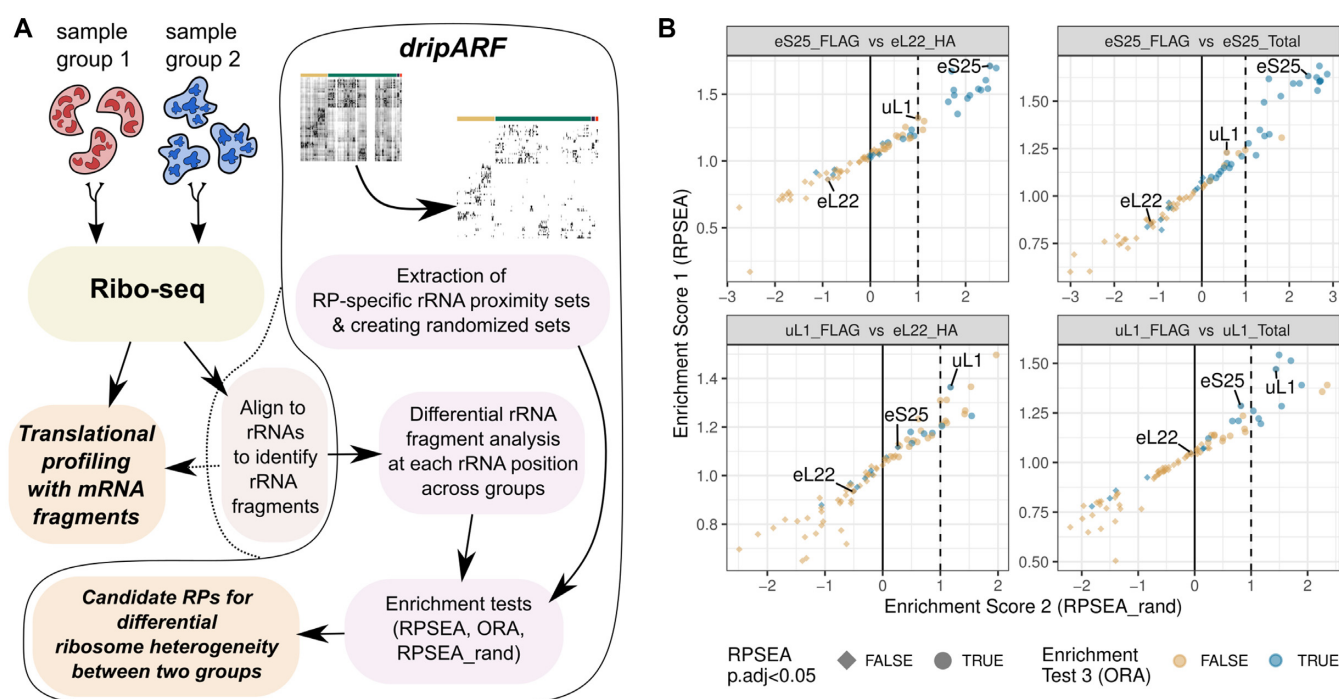 A
sample
group 1
sample
group 2
Ribo-seq
Translational
profiling
with mRNA
fragments
Align to
rRNAs
to identify
rRNA
fragments
dripARF
Extraction of
RP-specific rRNA proximity sets
& creating randomized sets
Differential rRNA
fragment analysis
at each rRNA position
across groups
Enrichment tests
(RPSEA, ORA,
RPSEA_rand)
Candidate RPs for
differential
ribosome heterogeneity
between two groups
B
Enrichment Score 1 (RPSEA)
eS25_FLAG vs eL22_HA
eS25
uL1
eL22
1.5
1.0
0.5
−3 −2 −1 0 1 2
eS25_FLAG vs eS25_Total
eS25
uL1
eL22
1.50
1.25
1.00
0.75
−3 −2 −1 0 1 2 3
uL1_FLAG vs eL22_HA
uL1
eS25
eL22
1.4
1.2
1.0
0.8
−2 −1 0 1 2
uL1_FLAG vs uL1_Total
eS25
uL1
eL22
1.50
1.25
1.00
0.75
0.50
−2 −1 0 1 2
Enrichment Score 2 (RPSEA_rand)
RPSEA
p.adj<0.05
FALSE
TRUE
Enrichment
Test 3 (ORA)
FALSE
TRUE